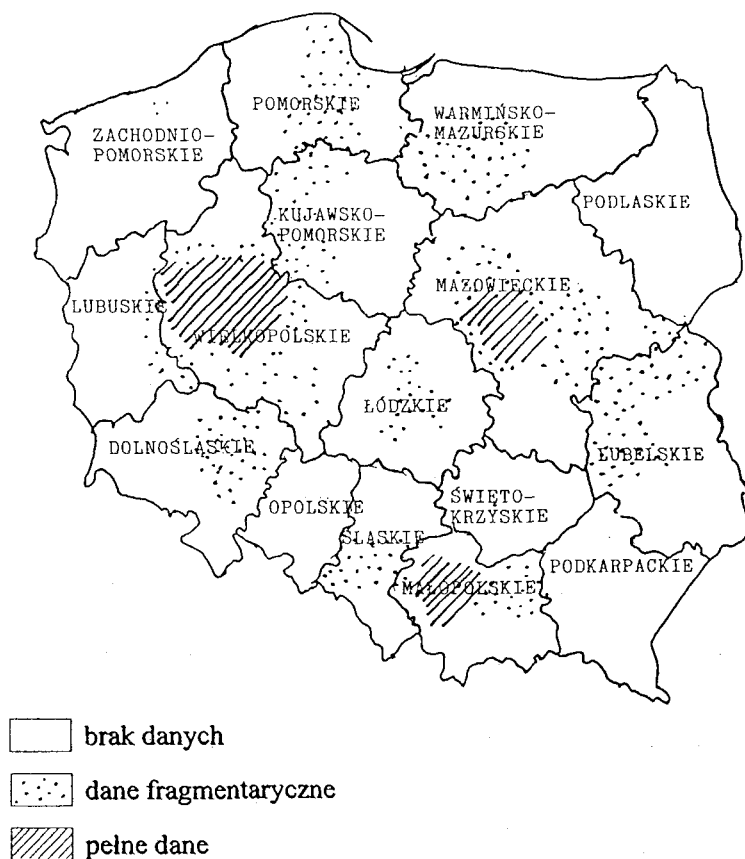 POMORSKIE
WARMIŃSKO-
MAZURSKIE
ZACHODNIO-
POMORSKIE
PODLASKIE
KUJAWSKO-
POMORSKIE
MAZOWIECKIE
LUBUSKIE
WIELKOPOLSKIE
ŁÓDZKIE
DOLNOŚLĄSKIE
LUBELSKIE
OPOLSKIE
ŚWIĘTO-
KRZYSKIE
ŚLĄSKIE
PODKARPACKIE
MAŁOPOLSKIE
brak danych
dane fragmentaryczne
pełne dane